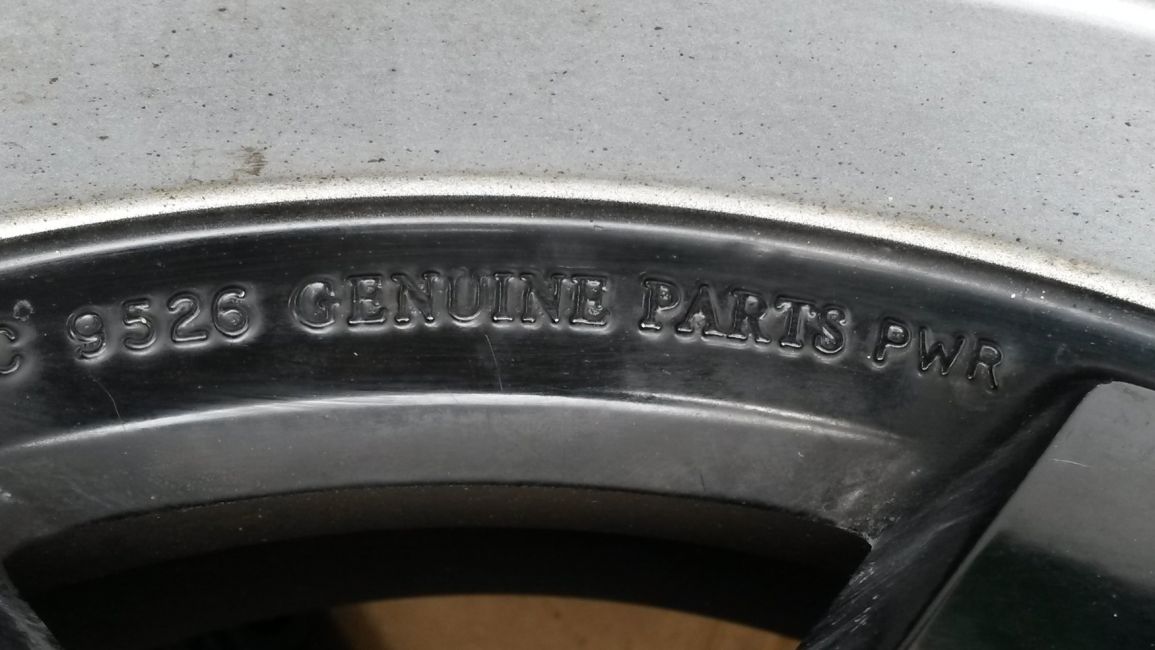 C 9526 GENUINE PARTS PWR